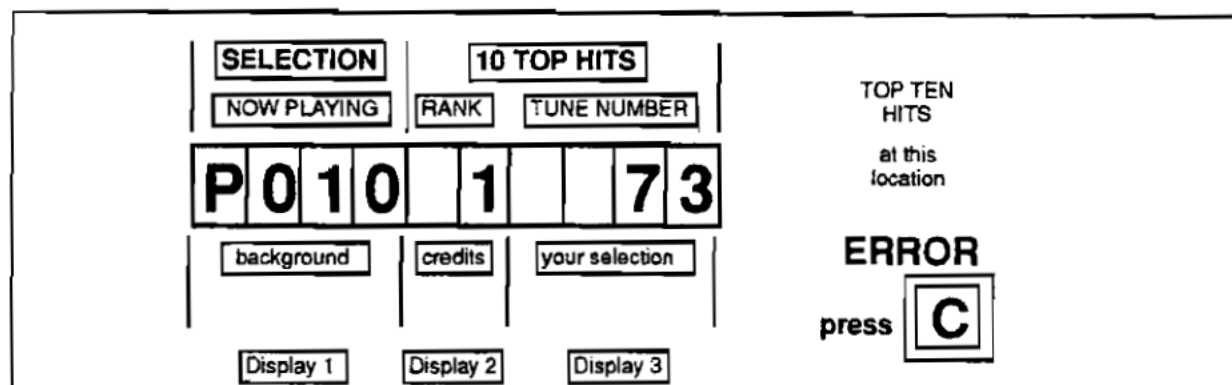 SELECTION 10 TOP HITS
NOW PLAYING RANK TUNE NUMBER
P010 1 73
background credits your selection
Display 1 Display 2 Display 3
TOP TEN
HITS
at this
location
ERROR
press C